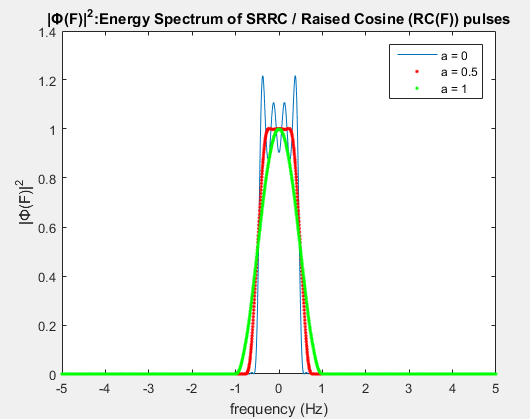 |Φ(F)|²:Energy Spectrum of SRRC / Raised Cosine (RC(F)) pulses
1.4
a = 0
a = 0.5
a = 1
1.2
1
0.8
0.6
0.4
0.2
0
|Φ(F)|²
-5 -4 -3 -2 -1 0 1 2 3 4 5
frequency (Hz)